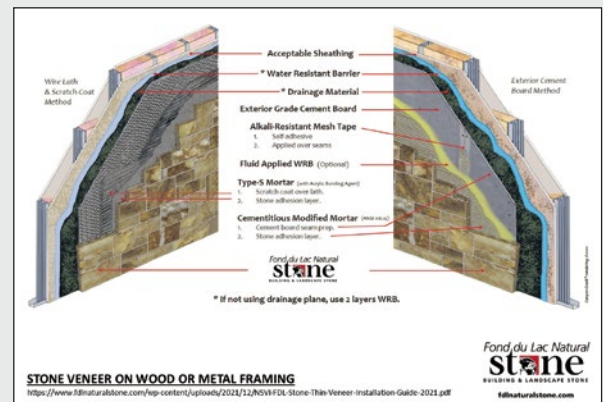 Acceptable Sheathing
Wire Lath
& Scratch Coat
Method
* Water Resistant Barrier
Exterior Cement
Board Method
* Drainage Material
Exterior Grade Cement Board
Alkali-Resistant Mesh Tape
1. Self adhesive
2. Applied over seams
Fluid Applied WRB (Optional)
Type-S Mortar (with Acrylic Bonding Agent)
1. Scratch coat over lath.
2. Stone adhesion layer.
Cementitious Modified Mortar
1. Cement board seam prep.
2. Stone adhesion layer.
Fond du Lac Natural
stone
BUILDING & LANDSCAPE STONE
* If not using drainage plane, use 2 layers WRB.
Fond du Lac Natural
stone
BUILDING & LANDSCAPE STONE
fdlnaturalstone.com
STONE VENEER ON WOOD OR METAL FRAMING
https://www.fdlnaturalstone.com/wp-content/uploads/2021/12/NSVI-FDL-Stone-Thin-Veneer-Installation-Guide-2021.pdf